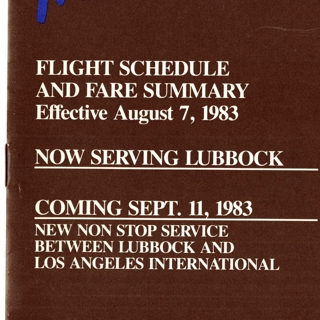 FLIGHT SCHEDULE
AND FARE SUMMARY
Effective August 7, 1983
NOW SERVING LUBBOCK
COMING SEPT. 11, 1983
NEW NON STOP SERVICE
BETWEEN LUBBOCK AND
LOS ANGELES INTERNATIONAL